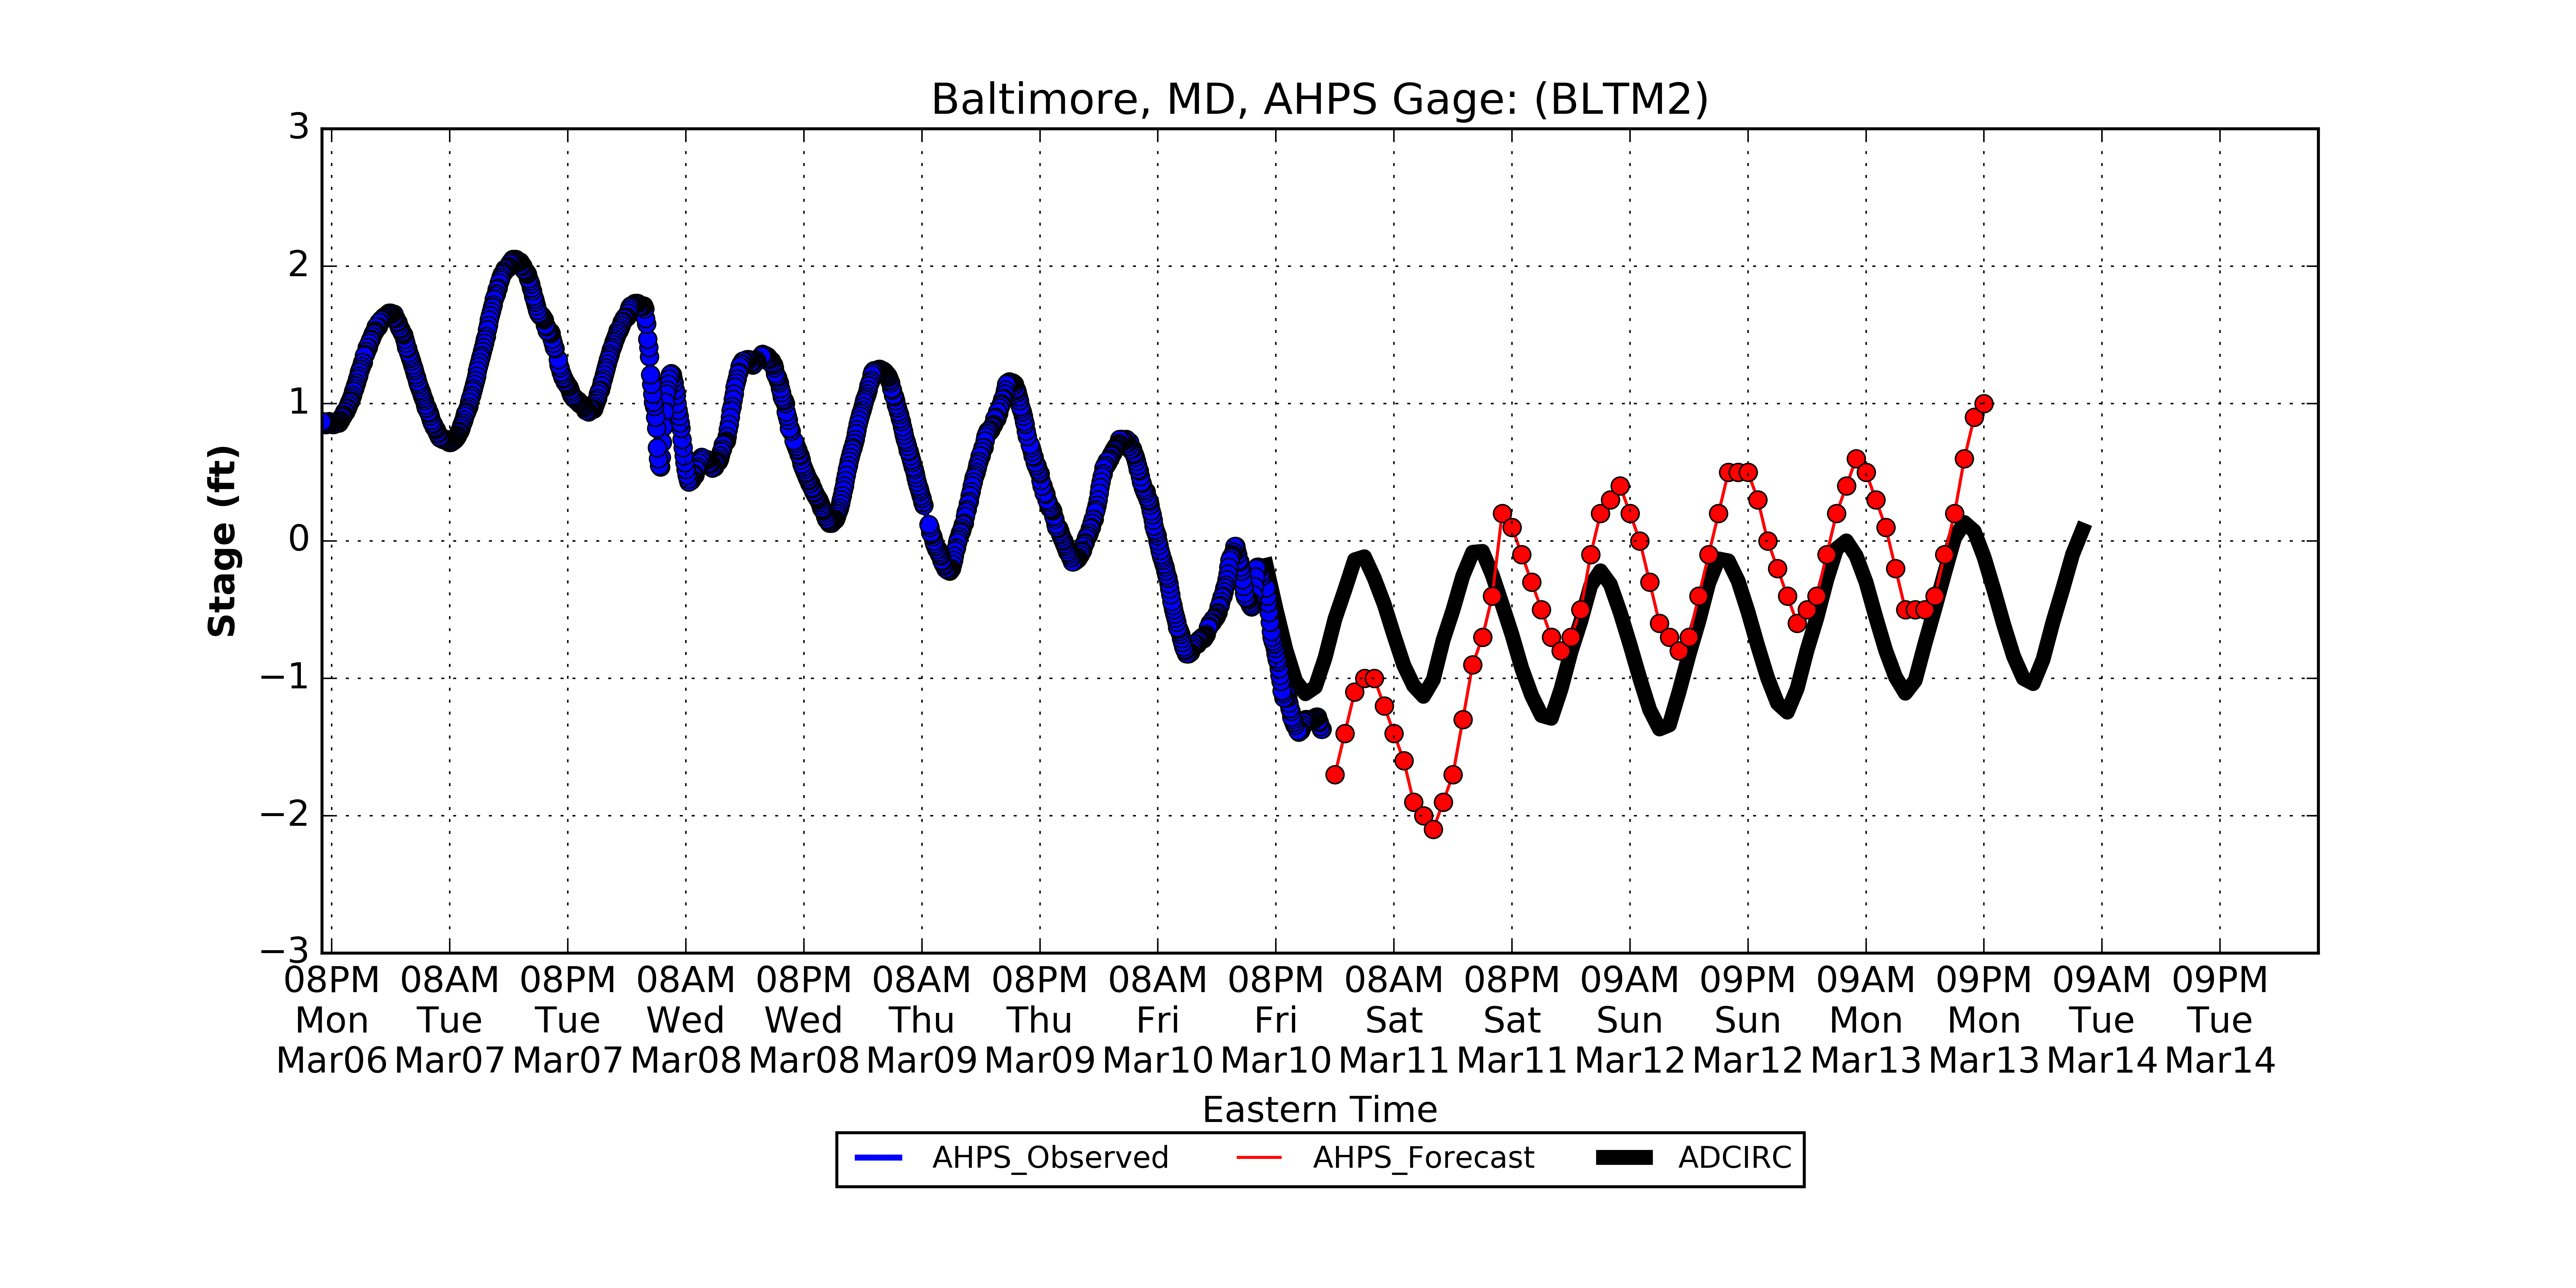 Baltimore, MD, AHPS Gage: (BLTM2)
3
2
1
0
−1
−2
−3
Stage (ft)
08PM 08AM 08PM 08AM 08PM 08AM 08PM 08AM 08PM 08AM 08PM 09AM 09PM 09AM 09PM 09AM 09PM
Mon Tue Tue Wed Wed Thu Thu Fri Fri Sat Sat Sun Sun Mon Mon Tue Tue
Mar06 Mar07 Mar07 Mar08 Mar08 Mar09 Mar09 Mar10 Mar10 Mar11 Mar11 Mar12 Mar12 Mar13 Mar13 Mar14 Mar14
Eastern Time
AHPS_Observed AHPS_Forecast ADCIRC